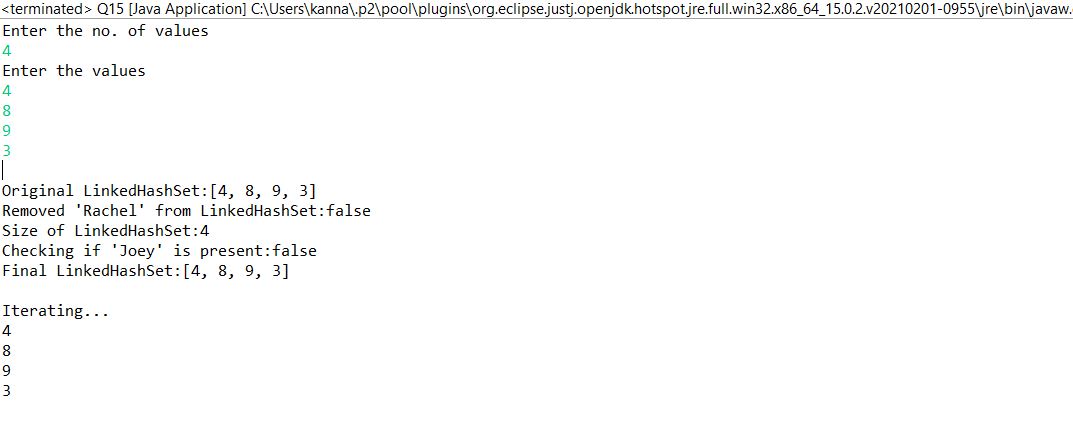 <terminated> Q15 [Java Application] C:\Users\kanna\.p2\pool\plugins\org.eclipse.justj.openjdk.hotspot.jre.full.win32.x86_64_15.0.2.v20210201-0955\jre\bin\javaw.
Enter the no. of values
4
Enter the values
4
8
9
3
Original LinkedHashSet:[4, 8, 9, 3]
Removed 'Rachel' from LinkedHashSet:false
Size of LinkedHashSet:4
Checking if 'Joey' is present:false
Final LinkedHashSet:[4, 8, 9, 3]
Iterating...
4
8
9
3